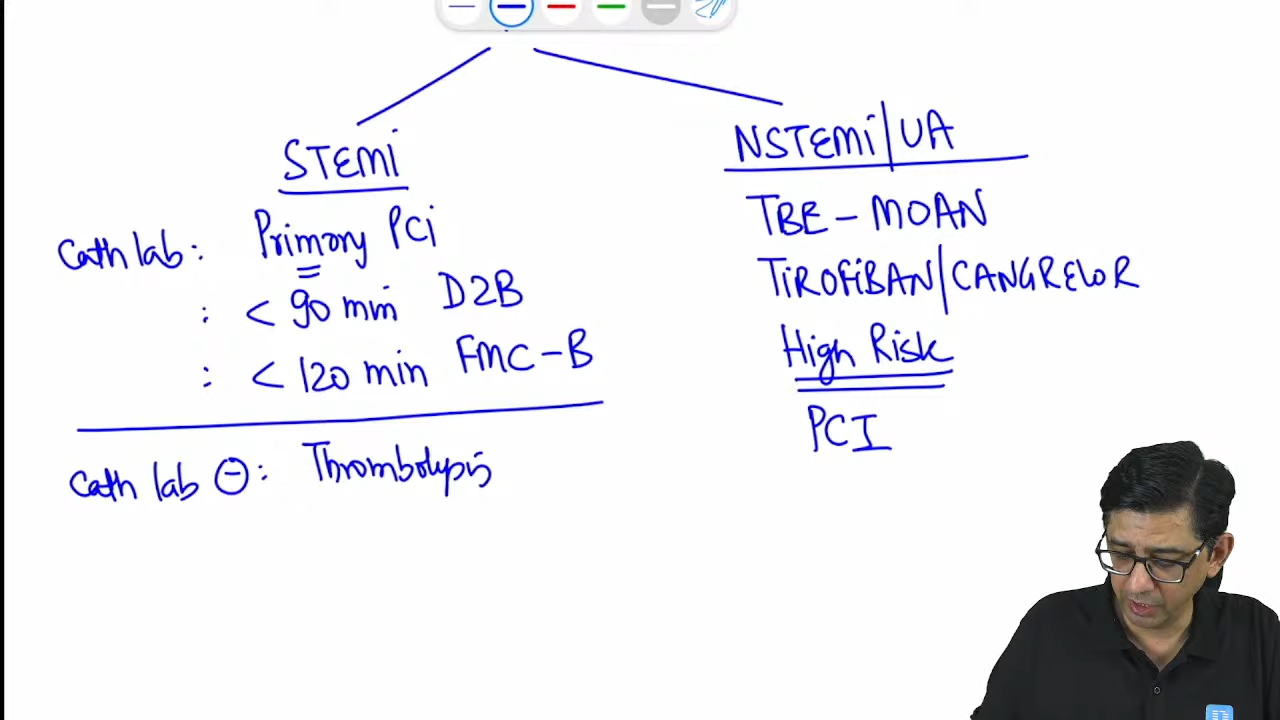 STEMi
Cath lab : Primary PCi
: < 90 min D2B
: < 120 min FMC-B
Cath lab ⊖ : Thrombolysis
NSTEMi/UA
TBE - MOAN
TiROFiBAN/CANGRELOR
High Risk
PCI